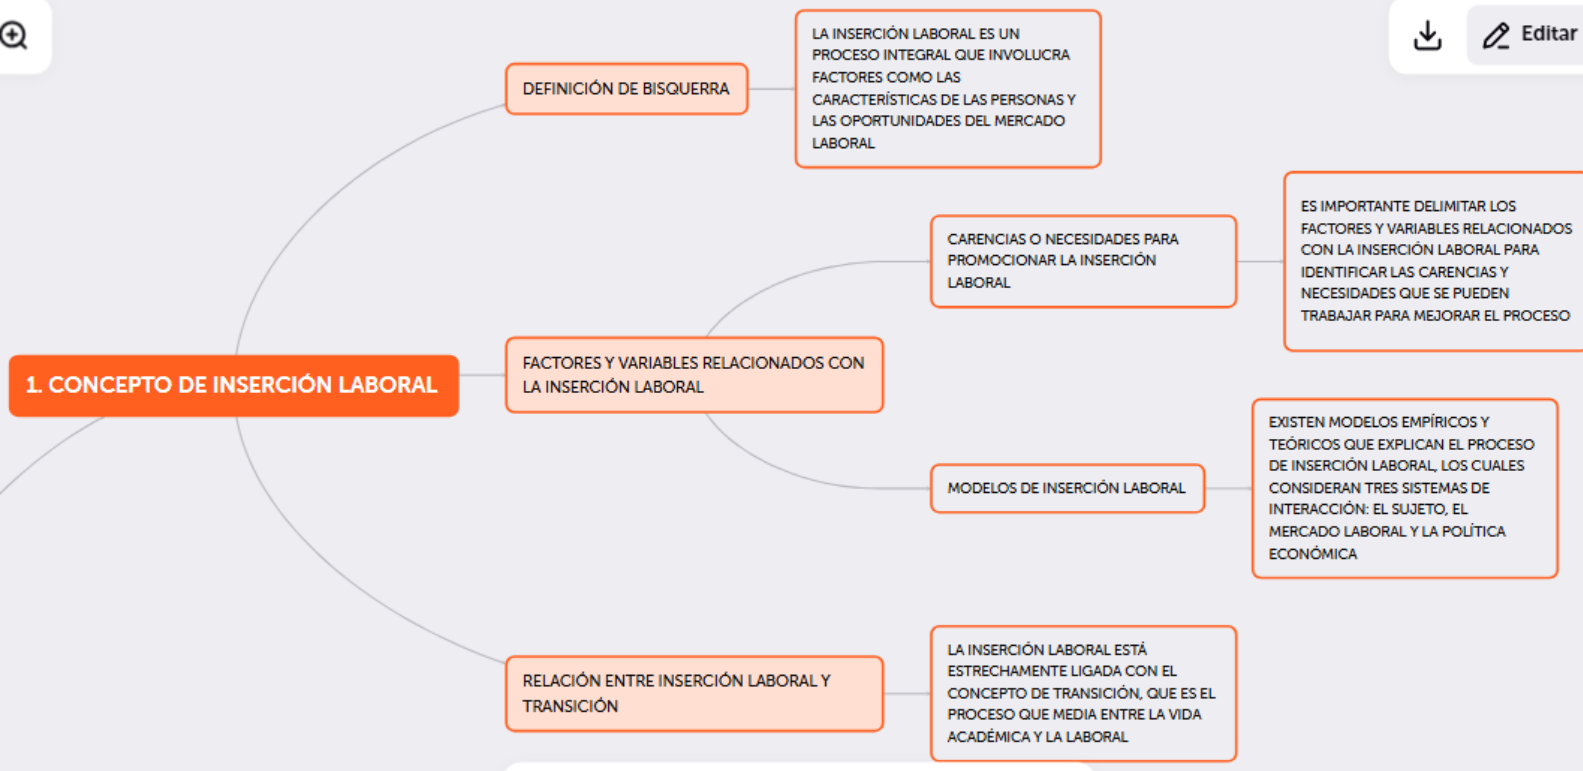 Editar
1. CONCEPTO DE INSERCIÓN LABORAL
DEFINICIÓN DE BISQUERRA
LA INSERCIÓN LABORAL ES UN
PROCESO INTEGRAL QUE INVOLUCRA
FACTORES COMO LAS
CARACTERÍSTICAS DE LAS PERSONAS Y
LAS OPORTUNIDADES DEL MERCADO
LABORAL
FACTORES Y VARIABLES RELACIONADOS CON
LA INSERCIÓN LABORAL
CARENCIAS O NECESIDADES PARA
PROMOCIONAR LA INSERCIÓN
LABORAL
ES IMPORTANTE DELIMITAR LOS
FACTORES Y VARIABLES RELACIONADOS
CON LA INSERCIÓN LABORAL PARA
IDENTIFICAR LAS CARENCIAS Y
NECESIDADES QUE SE PUEDEN
TRABAJAR PARA MEJORAR EL PROCESO
MODELOS DE INSERCIÓN LABORAL
EXISTEN MODELOS EMPÍRICOS Y
TEÓRICOS QUE EXPLICAN EL PROCESO
DE INSERCIÓN LABORAL, LOS CUALES
CONSIDERAN TRES SISTEMAS DE
INTERACCIÓN: EL SUJETO, EL
MERCADO LABORAL Y LA POLÍTICA
ECONÓMICA
RELACIÓN ENTRE INSERCIÓN LABORAL Y
TRANSICIÓN
LA INSERCIÓN LABORAL ESTÁ
ESTRECHAMENTE LIGADA CON EL
CONCEPTO DE TRANSICIÓN, QUE ES EL
PROCESO QUE MEDIA ENTRE LA VIDA
ACADÉMICA Y LA LABORAL